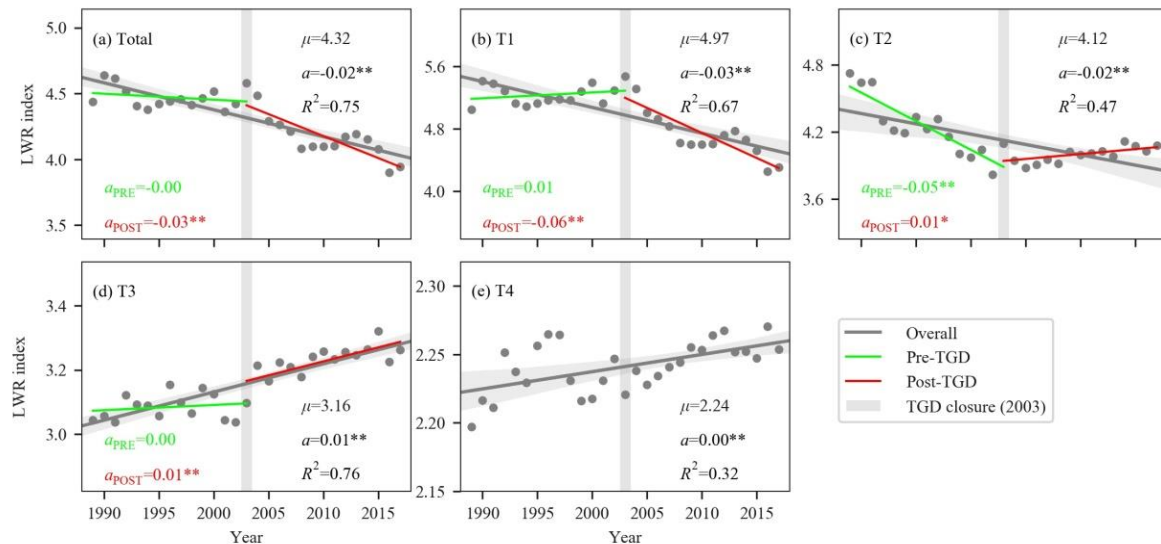 5.0
(a) Total
μ=4.32
4.5
a=-0.02**
R²=0.75
4.0
a_PRE=-0.00
3.5
a_POST=-0.03**
LWR index
(b) T1
μ=4.97
5.6
a=-0.03**
R²=0.67
4.8
a_PRE=0.01
4.0
a_POST=-0.06**
(c) T2
μ=4.12
4.8
a=-0.02**
R²=0.47
4.2
a_PRE=-0.05**
3.6
a_POST=0.01*
LWR index
(d) T3
3.4
3.2
μ=3.16
3.0
a_PRE=0.00
a=0.01**
a_POST=0.01**
R²=0.76
2.8
LWR index
1990 1995 2000 2005 2010 2015
Year
(e) T4
2.30
2.25
μ=2.24
2.20
a=0.00**
R²=0.32
2.15
1990 1995 2000 2005 2010 2015
Year
Overall
Pre-TGD
Post-TGD
TGD closure (2003)